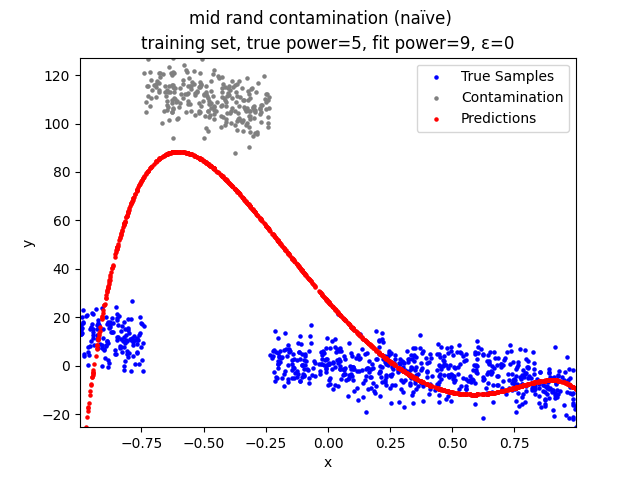 mid rand contamination (naïve)
training set, true power=5, fit power=9, ε=0
True Samples
Contamination
Predictions
120
100
80
60
40
20
0
−20
y
−0.75
−0.50
−0.25
0.00
0.25
0.50
0.75
x